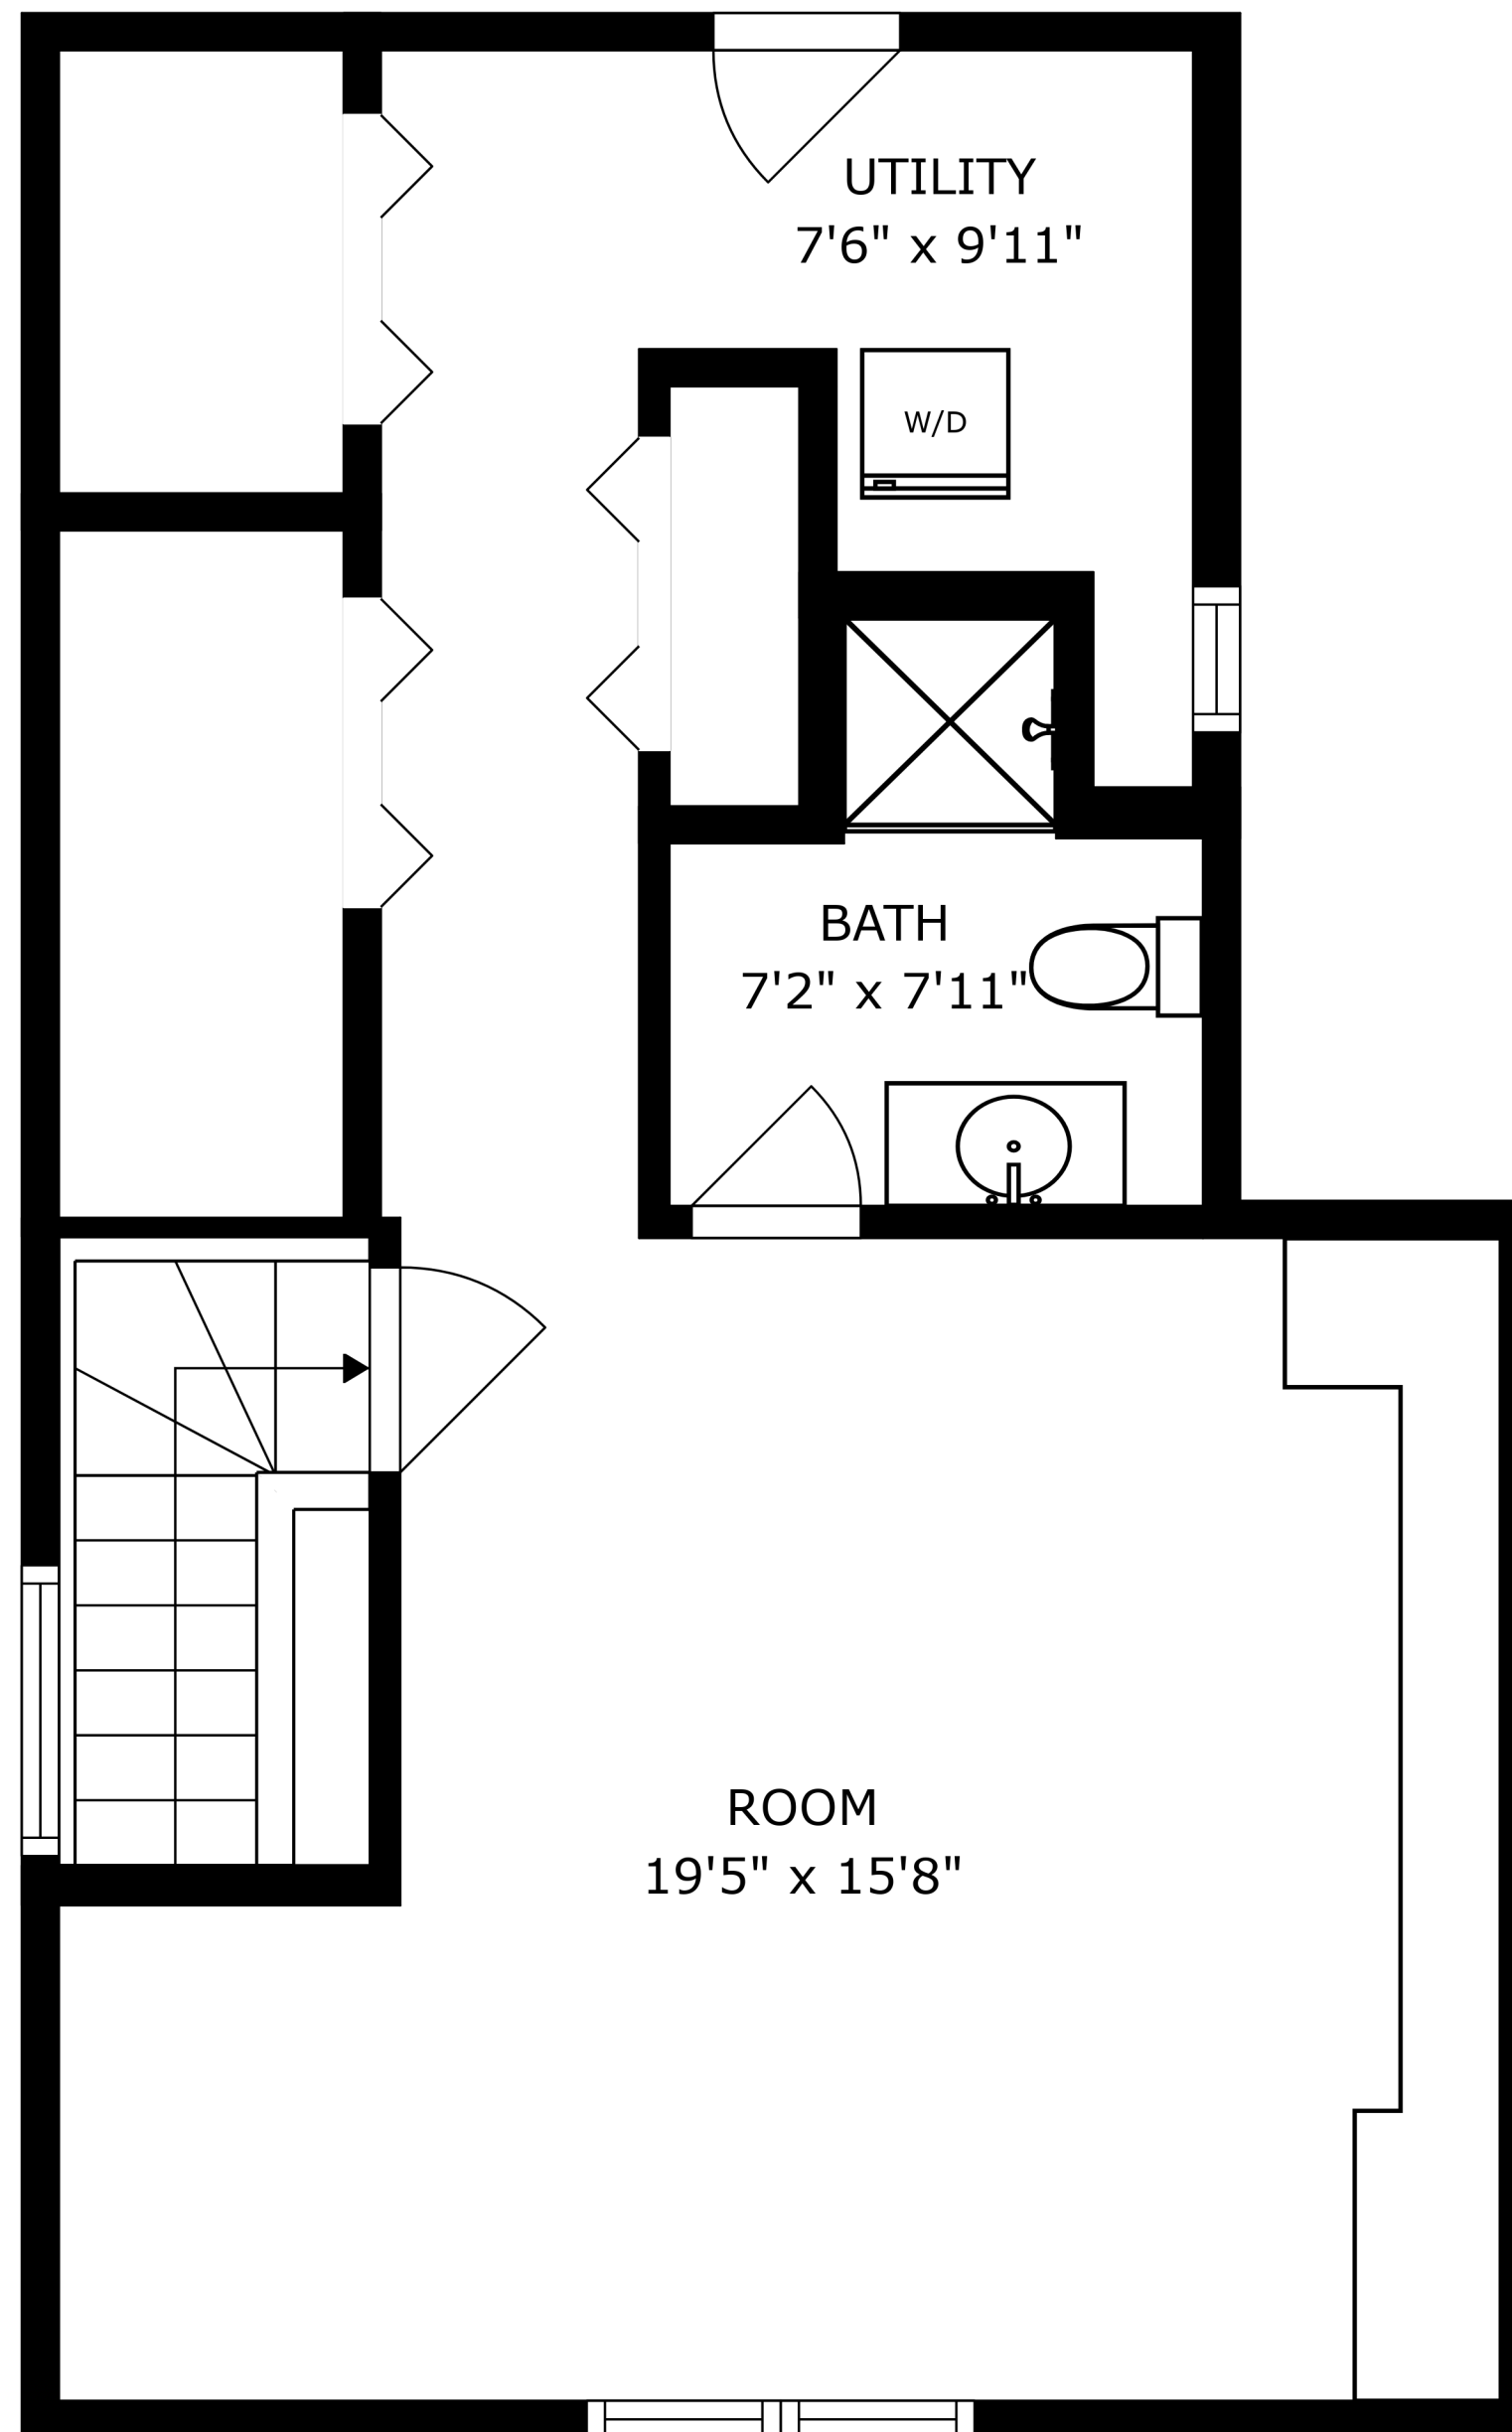 UTILITY
7'6" x 9'11"
W/D
BATH
7'2" x 7'11"
ROOM
19'5" x 15'8"